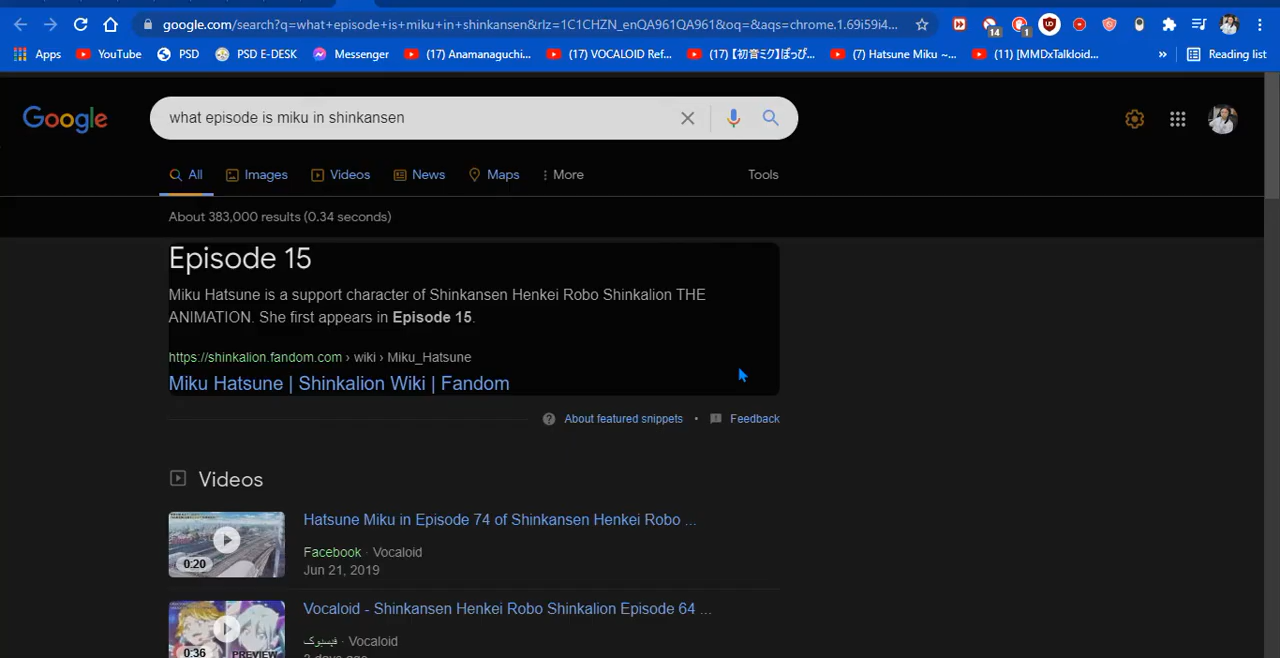 google.com/search?q=what+episode+is+miku+in+shinkansen&rlz=1C1CHZN_enQA961QA961&oq=&aqs=chrome.1.69i59i4...
14
1
Apps
YouTube
PSD
PSD E-DESK
Messenger
(17) Anamanaguchi...
(17) VOCALOID Ref...
(17)【初音ミク】ぽっぴ...
(7) Hatsune Miku ~...
(11) [MMDxTalkloid...
»
Reading list
Google
what episode is miku in shinkansen
All
Images
Videos
News
Maps
More
Tools
About 383,000 results (0.34 seconds)
Episode 15
Miku Hatsune is a support character of Shinkansen Henkei Robo Shinkalion THE
ANIMATION. She first appears in Episode 15.
https://shinkalion.fandom.com › wiki › Miku_Hatsune
Miku Hatsune | Shinkalion Wiki | Fandom
About featured snippets • Feedback
Videos
Hatsune Miku in Episode 74 of Shinkansen Henkei Robo ...
Facebook · Vocaloid
Jun 21, 2019
0:20
Vocaloid - Shinkansen Henkei Robo Shinkalion Episode 64 ...
فيسبوك · Vocaloid
0:36
PREVIEW